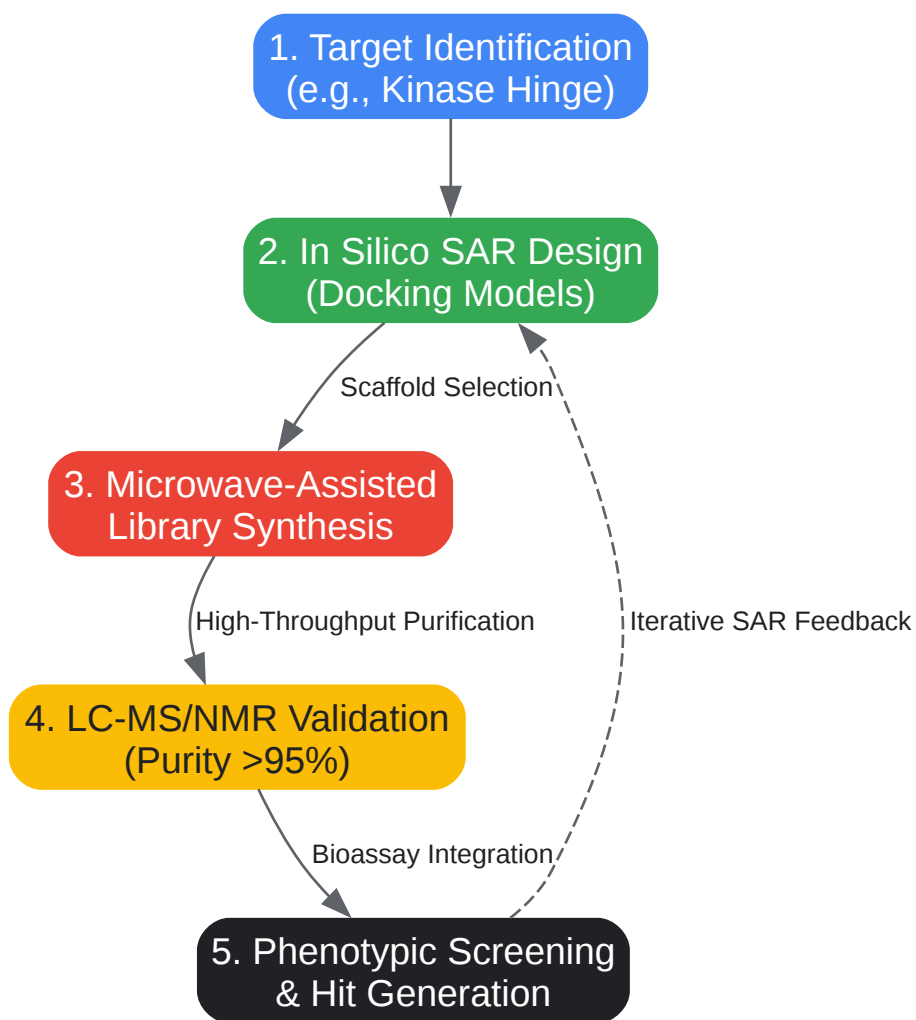 1. Target Identification
(e.g., Kinase Hinge)
2. In Silico SAR Design
(Docking Models)
Scaffold Selection
3. Microwave-Assisted
Library Synthesis
High-Throughput Purification
Iterative SAR Feedback
4. LC-MS/NMR Validation
(Purity >95%)
Bioassay Integration
5. Phenotypic Screening
& Hit Generation